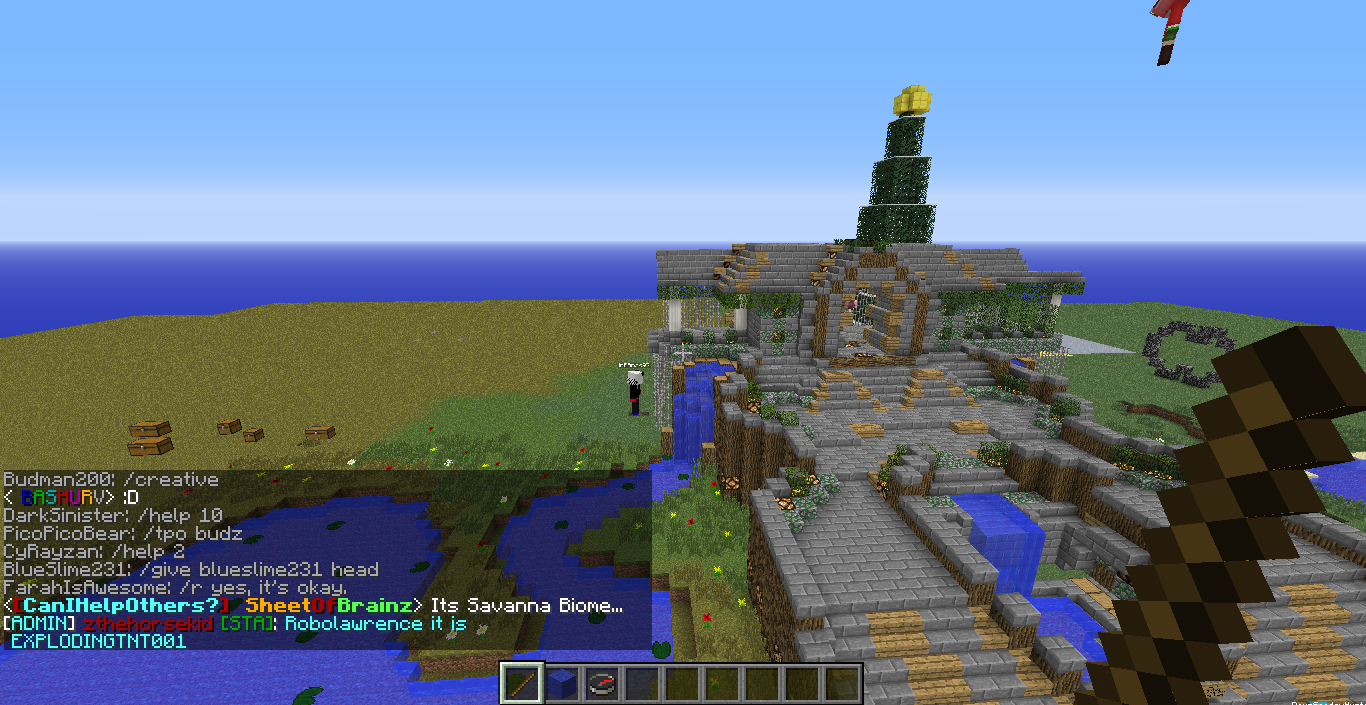 Budman200: /creative
< BASHURV> :D
DarkSinister: /help 10
PicoPicoBear: /tpo budz
CyRayzan: /help 2
BlueSlime231: /give blueslime231 head
FarahIsAwesome: /r yes, it's okay.
<[CanIHelpOthers?] SheetOfBrainz> Its Savanna Biome...
[ADMIN] zthehorsekid [STA]: Robolawrence it js
EXPLODINGTNT001